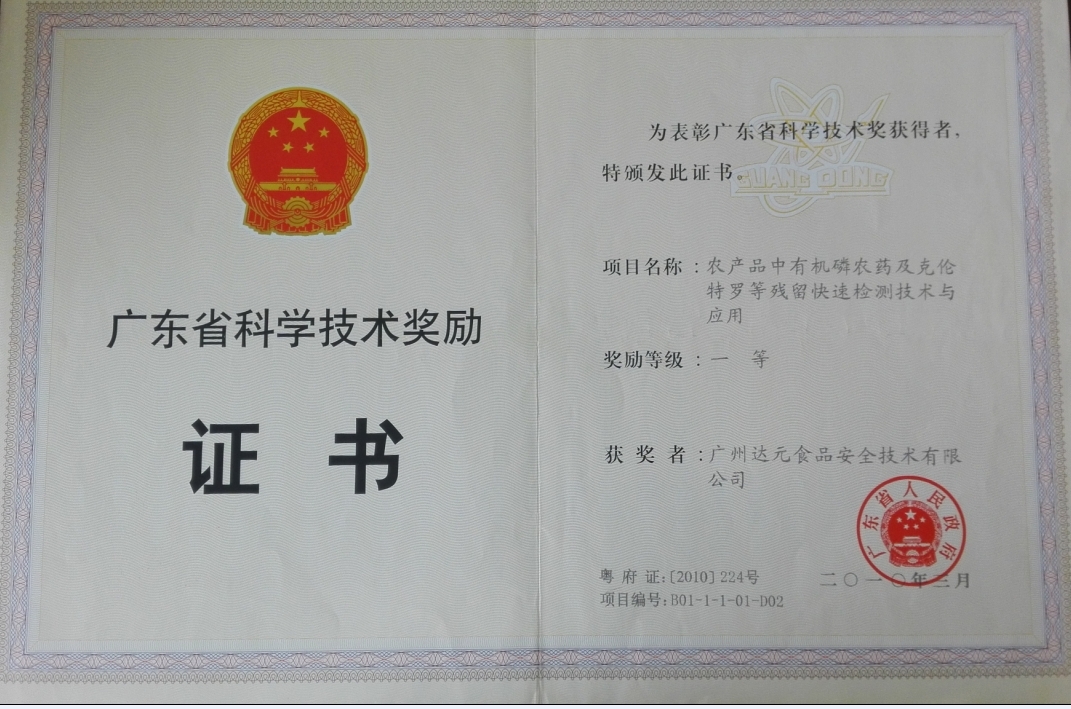 广东省科学技术奖励
证 书
为表彰广东省科学技术奖获得者，
特颁发此证书。
GUANG DONG
项目名称：农产品中有机磷农药及克伦
特罗等残留快速检测技术与
应用
奖励等级：一 等
获 奖 者：广州达元食品安全技术有限
公司
广东省人民政府
粤 府 证:〔2010〕224号
二〇一〇年三月
项目编号:B01-1-1-01-D02